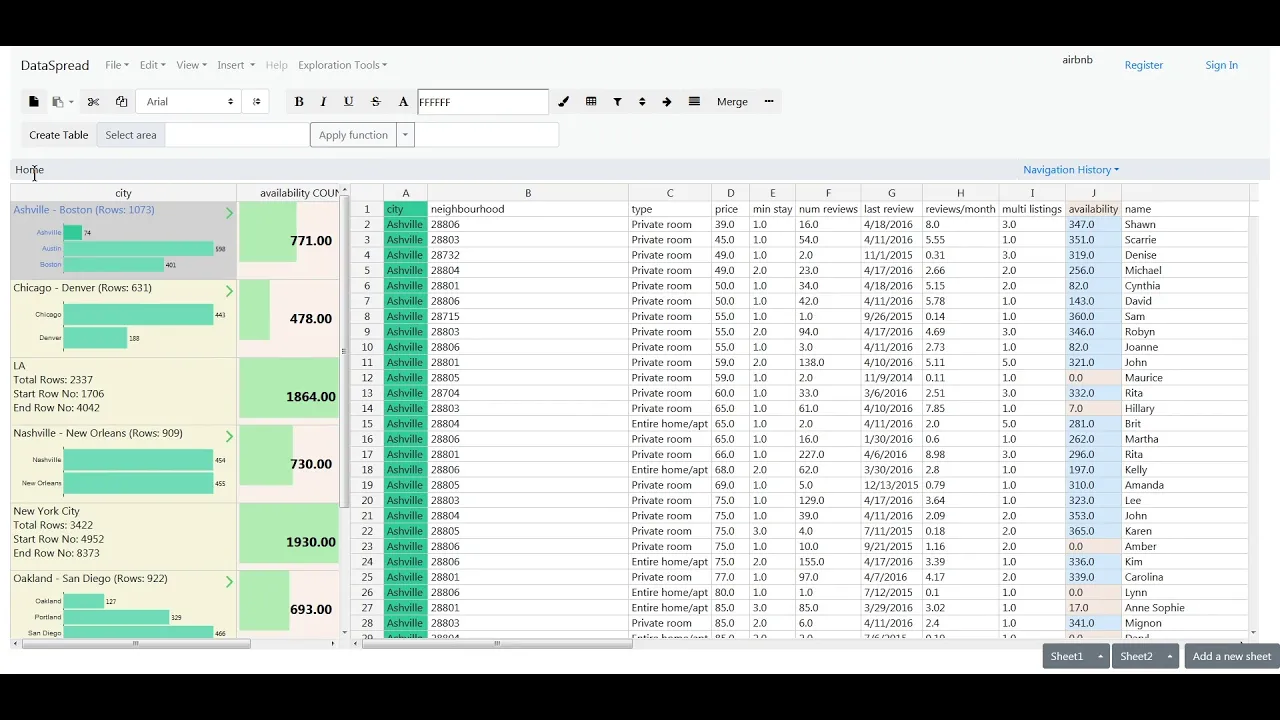 DataSpread File Edit View Insert Help Exploration Tools airbnb Register Sign In
Arial B I U S A FFFFFF Merge
Create Table Select area Apply function
Home Navigation History
city availability COUN
Ashville - Boston (Rows: 1073)
Ashville 74
Austin 598
Boston 401
771.00
Chicago - Denver (Rows: 631)
Chicago 443
Denver 188
478.00
LA
Total Rows: 2337
Start Row No: 1706
End Row No: 4042
1864.00
Nashville - New Orleans (Rows: 909)
Nashville 454
New Orleans 455
730.00
New York City
Total Rows: 3422
Start Row No: 4952
End Row No: 8373
1930.00
Oakland - San Diego (Rows: 922)
Oakland 127
Portland 329
San Diego 466
693.00
A B C D E F G H I J
1 city neighbourhood type price min stay num reviews last review reviews/month multi listings availability name
2 Ashville 28806 Private room 39.0 1.0 16.0 4/18/2016 8.0 3.0 347.0 Shawn
3 Ashville 28803 Private room 45.0 1.0 54.0 4/11/2016 5.55 1.0 351.0 Scarrie
4 Ashville 28732 Private room 49.0 1.0 2.0 11/1/2015 0.31 3.0 319.0 Denise
5 Ashville 28804 Private room 49.0 2.0 23.0 4/17/2016 2.66 2.0 256.0 Michael
6 Ashville 28801 Private room 50.0 1.0 34.0 4/18/2016 5.15 2.0 82.0 Cynthia
7 Ashville 28806 Private room 50.0 1.0 42.0 4/11/2016 5.78 1.0 143.0 David
8 Ashville 28715 Private room 55.0 1.0 1.0 9/26/2015 0.14 1.0 360.0 Sam
9 Ashville 28803 Private room 55.0 2.0 94.0 4/17/2016 4.69 3.0 346.0 Robyn
10 Ashville 28806 Private room 55.0 1.0 3.0 4/11/2016 2.73 1.0 82.0 Joanne
11 Ashville 28801 Private room 59.0 2.0 138.0 4/10/2016 5.11 5.0 321.0 John
12 Ashville 28805 Private room 59.0 1.0 2.0 11/9/2014 0.11 1.0 0.0 Maurice
13 Ashville 28704 Private room 60.0 1.0 33.0 3/6/2016 2.51 3.0 332.0 Rita
14 Ashville 28803 Private room 65.0 1.0 61.0 4/10/2016 7.85 1.0 7.0 Hillary
15 Ashville 28804 Entire home/apt 65.0 1.0 2.0 4/11/2016 2.0 5.0 281.0 Brit
16 Ashville 28806 Private room 65.0 1.0 16.0 1/30/2016 0.6 1.0 262.0 Martha
17 Ashville 28801 Private room 66.0 1.0 227.0 4/6/2016 8.98 3.0 296.0 Rita
18 Ashville 28806 Entire home/apt 68.0 2.0 62.0 3/30/2016 2.8 1.0 197.0 Kelly
19 Ashville 28805 Private room 69.0 1.0 5.0 12/13/2015 0.79 1.0 310.0 Amanda
20 Ashville 28803 Private room 75.0 1.0 129.0 4/17/2016 3.64 1.0 323.0 Lee
21 Ashville 28804 Private room 75.0 1.0 39.0 4/11/2016 2.09 2.0 353.0 John
22 Ashville 28805 Private room 75.0 3.0 4.0 7/11/2015 0.18 2.0 365.0 Karen
23 Ashville 28806 Private room 75.0 1.0 10.0 9/21/2015 1.16 2.0 0.0 Amber
24 Ashville 28806 Entire home/apt 75.0 2.0 155.0 4/17/2016 3.39 1.0 336.0 Kim
25 Ashville 28801 Private room 77.0 1.0 97.0 4/7/2016 4.17 2.0 339.0 Carolina
26 Ashville 28806 Entire home/apt 80.0 1.0 1.0 7/12/2015 0.1 1.0 0.0 Lynn
27 Ashville 28801 Entire home/apt 85.0 3.0 85.0 3/29/2016 3.02 1.0 17.0 Anne Sophie
28 Ashville 28803 Private room 85.0 2.0 6.0 4/11/2016 2.4 1.0 341.0 Mignon
Sheet1 Sheet2 Add a new sheet